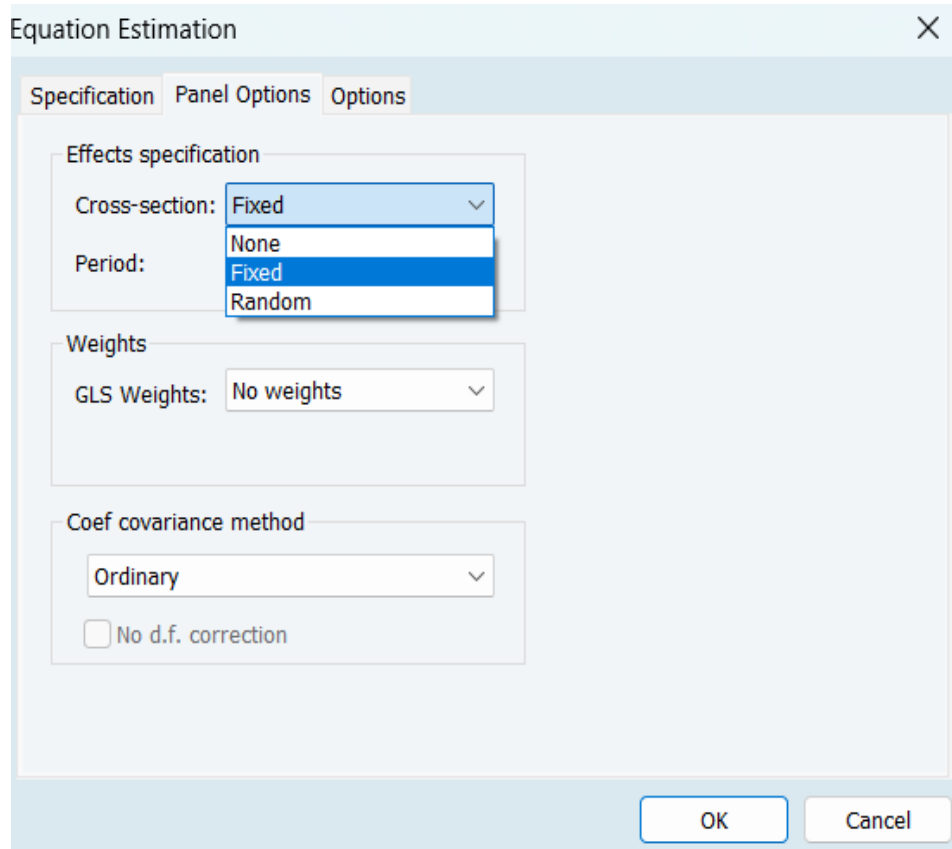 Equation Estimation
Specification Panel Options Options
Effects specification
Cross-section: Fixed
None
Period:
Fixed
Random
Weights
GLS Weights: No weights
Coef covariance method
Ordinary
No d.f. correction
OK Cancel